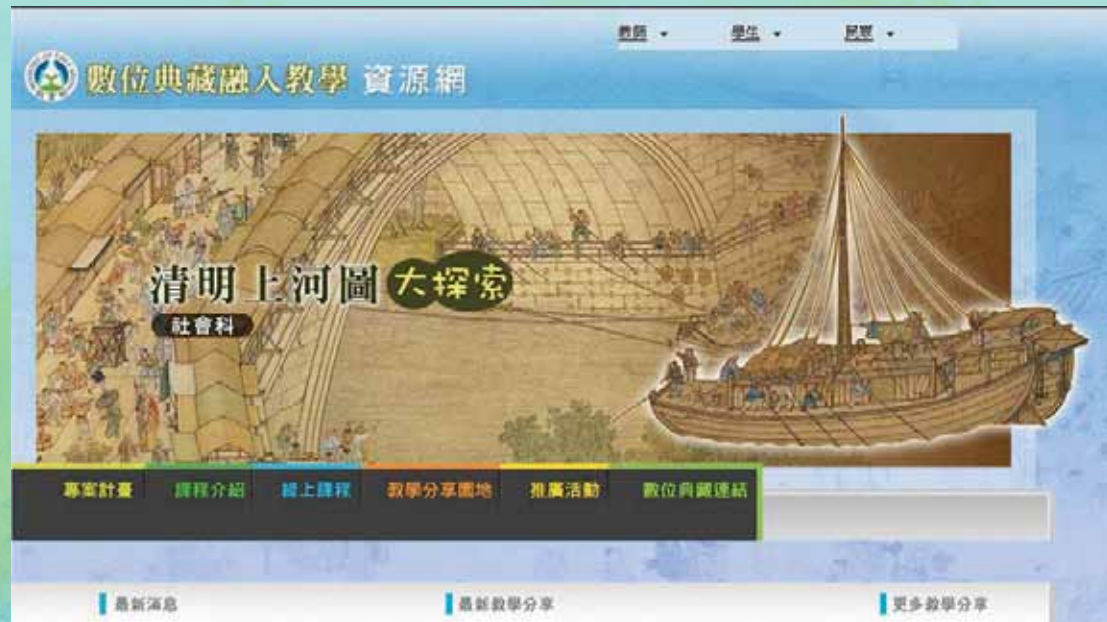 教師 學生 民眾
數位典藏融入教學 資源網
清明上河圖 大探索
社會科
專案計畫 課程介紹 線上課程 教學分享園地 推廣活動 數位典藏連結
最新消息 最新教學分享 更多教學分享